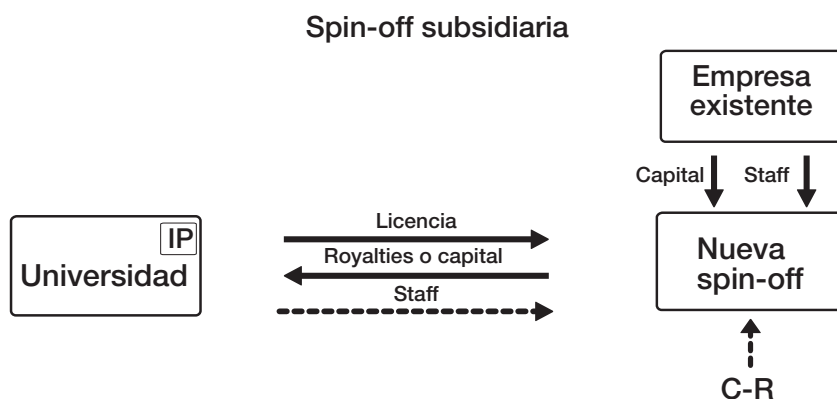 Spin-off subsidiaria
Empresa
existente
Capital
Staff
IP
Universidad
Licencia
Royalties o capital
Staff
Nueva
spin-off
C-R